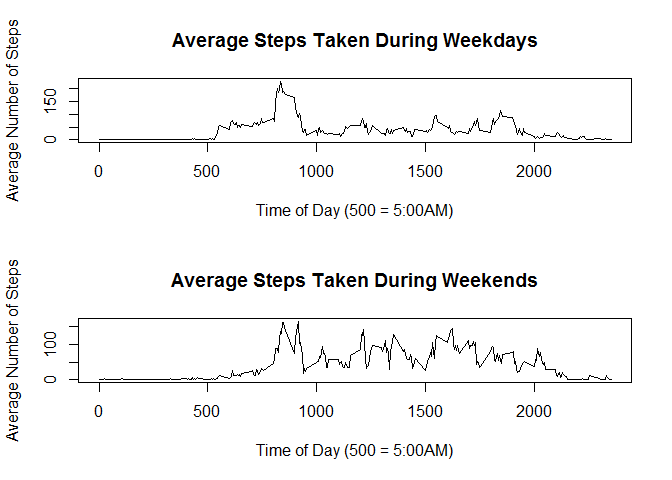 Average Steps Taken During Weekdays
Average Number of Steps
150
0
0 500 1000 1500 2000
Time of Day (500 = 5:00AM)
Average Steps Taken During Weekends
Average Number of Steps
100
0
0 500 1000 1500 2000
Time of Day (500 = 5:00AM)